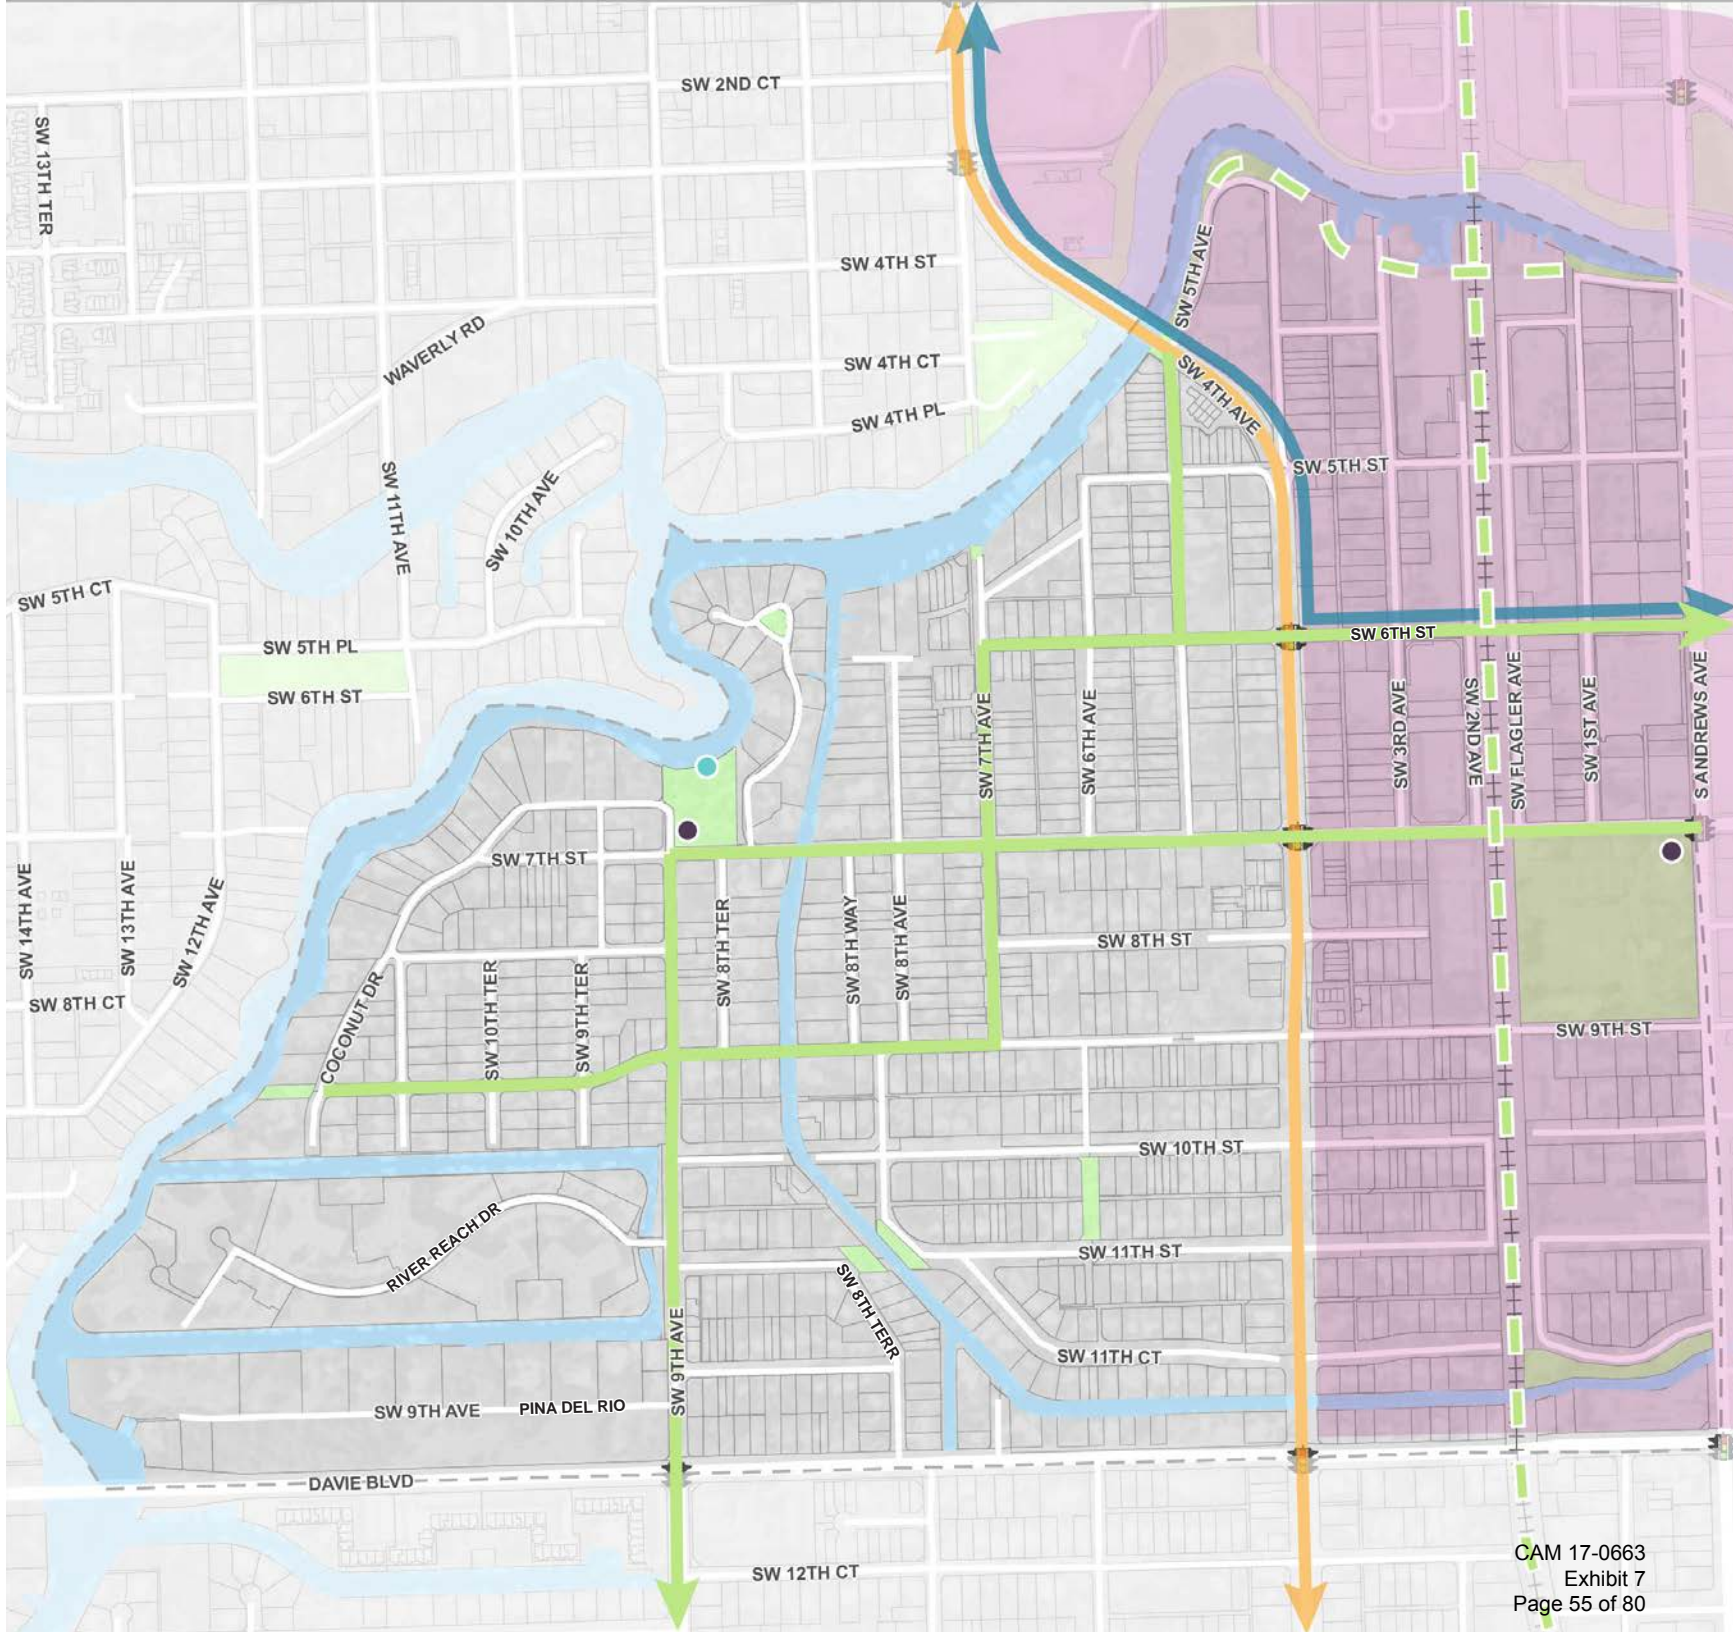 SW 2ND CT
SW 13TH TER
SW 4TH ST
SW 5TH AVE
WAVERLY RD
SW 4TH CT
SW 4TH AVE
SW 4TH PL
SW 5TH ST
SW 11TH AVE
SW 10TH AVE
SW 5TH CT
SW 5TH PL
SW 6TH ST
SW 6TH ST
SW 7TH AVE
SW 6TH AVE
SW 3RD AVE
SW 2ND AVE
SW FLAGLER AVE
SW 1ST AVE
S ANDREWS AVE
SW 7TH ST
SW 14TH AVE
SW 13TH AVE
SW 12TH AVE
SW 8TH TER
SW 8TH WAY
SW 8TH AVE
SW 8TH ST
SW 8TH CT
COCONUT DR
SW 10TH TER
SW 9TH TER
SW 9TH ST
SW 10TH ST
RIVER REACH DR
SW 11TH ST
SW 8TH TERR
SW 9TH AVE
SW 11TH CT
SW 9TH AVE
PINA DEL RIO
DAVIE BLVD
SW 12TH CT
CAM 17-0663
Exhibit 7
Page 55 of 80